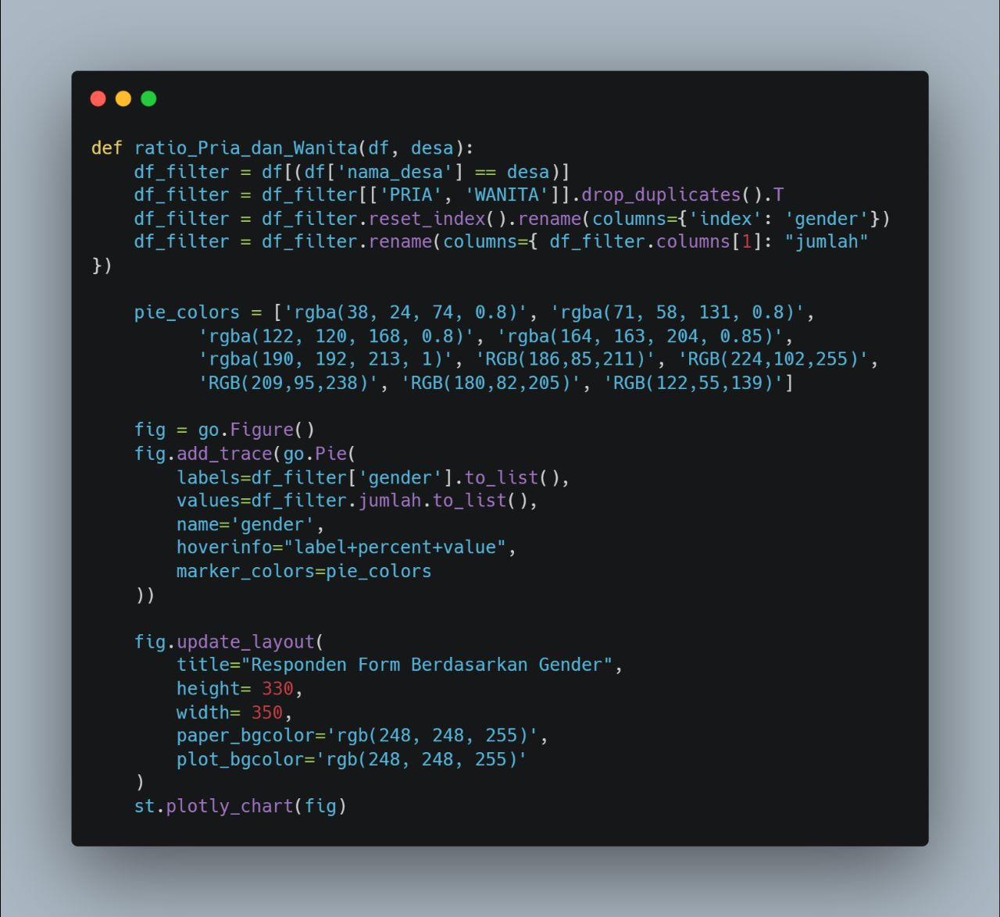 def ratio_Pria_dan_Wanita(df, desa):
    df_filter = df[(df['nama_desa'] == desa)]
    df_filter = df_filter[['PRIA', 'WANITA']].drop_duplicates().T
    df_filter = df_filter.reset_index().rename(columns={'index': 'gender'})
    df_filter = df_filter.rename(columns={ df_filter.columns[1]: "jumlah"
})

    pie_colors = ['rgba(38, 24, 74, 0.8)', 'rgba(71, 58, 131, 0.8)',
          'rgba(122, 120, 168, 0.8)', 'rgba(164, 163, 204, 0.85)',
          'rgba(190, 192, 213, 1)', 'RGB(186,85,211)', 'RGB(224,102,255)',
          'RGB(209,95,238)', 'RGB(180,82,205)', 'RGB(122,55,139)']

    fig = go.Figure()
    fig.add_trace(go.Pie(
        labels=df_filter['gender'].to_list(),
        values=df_filter.jumlah.to_list(),
        name='gender',
        hoverinfo="label+percent+value",
        marker_colors=pie_colors
    ))

    fig.update_layout(
        title="Responden Form Berdasarkan Gender",
        height= 330,
        width= 350,
        paper_bgcolor='rgb(248, 248, 255)',
        plot_bgcolor='rgb(248, 248, 255)'
    )
    st.plotly_chart(fig)